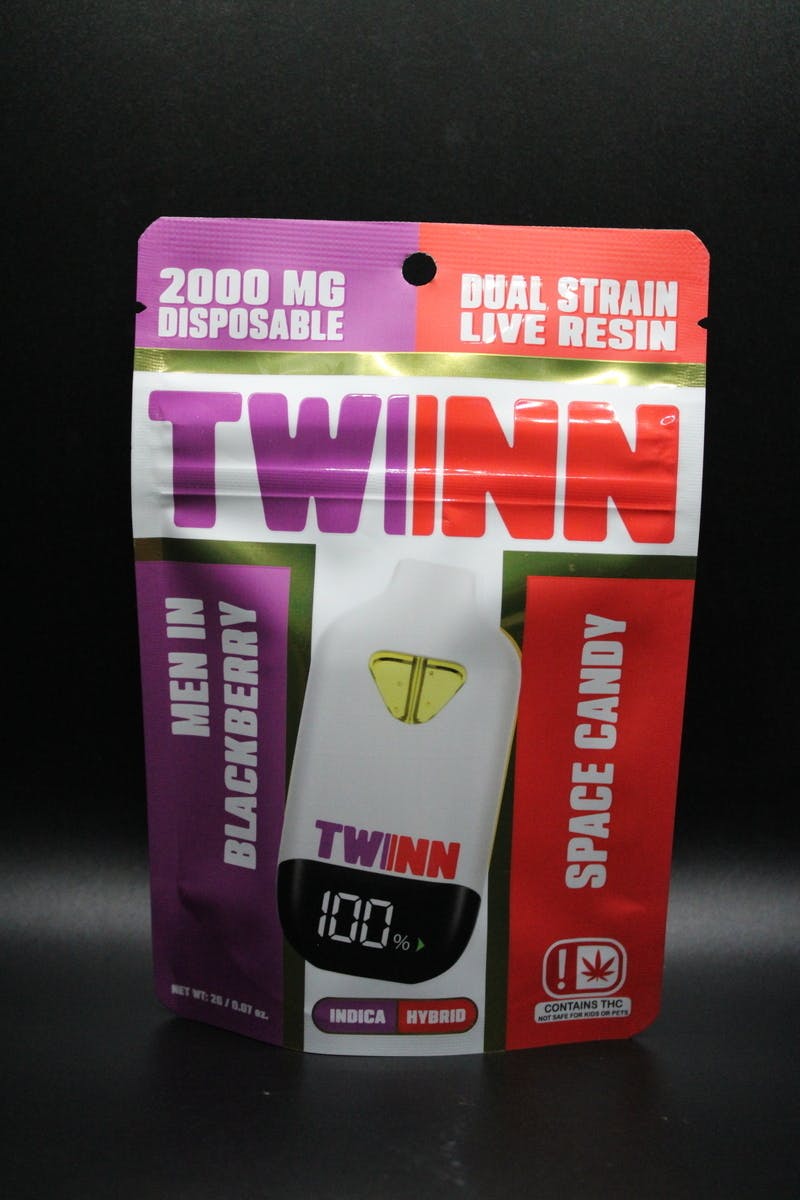 2000 MG
DISPOSABLE
DUAL STRAIN
LIVE RESIN
TWINN
MEN IN
BLACKBERRY
SPACE CANDY
TWINN
100%
INDICA
HYBRID
NET WT: 2G / 0.07 oz.
!
CONTAINS THC
NOT SAFE FOR KIDS OR PETS